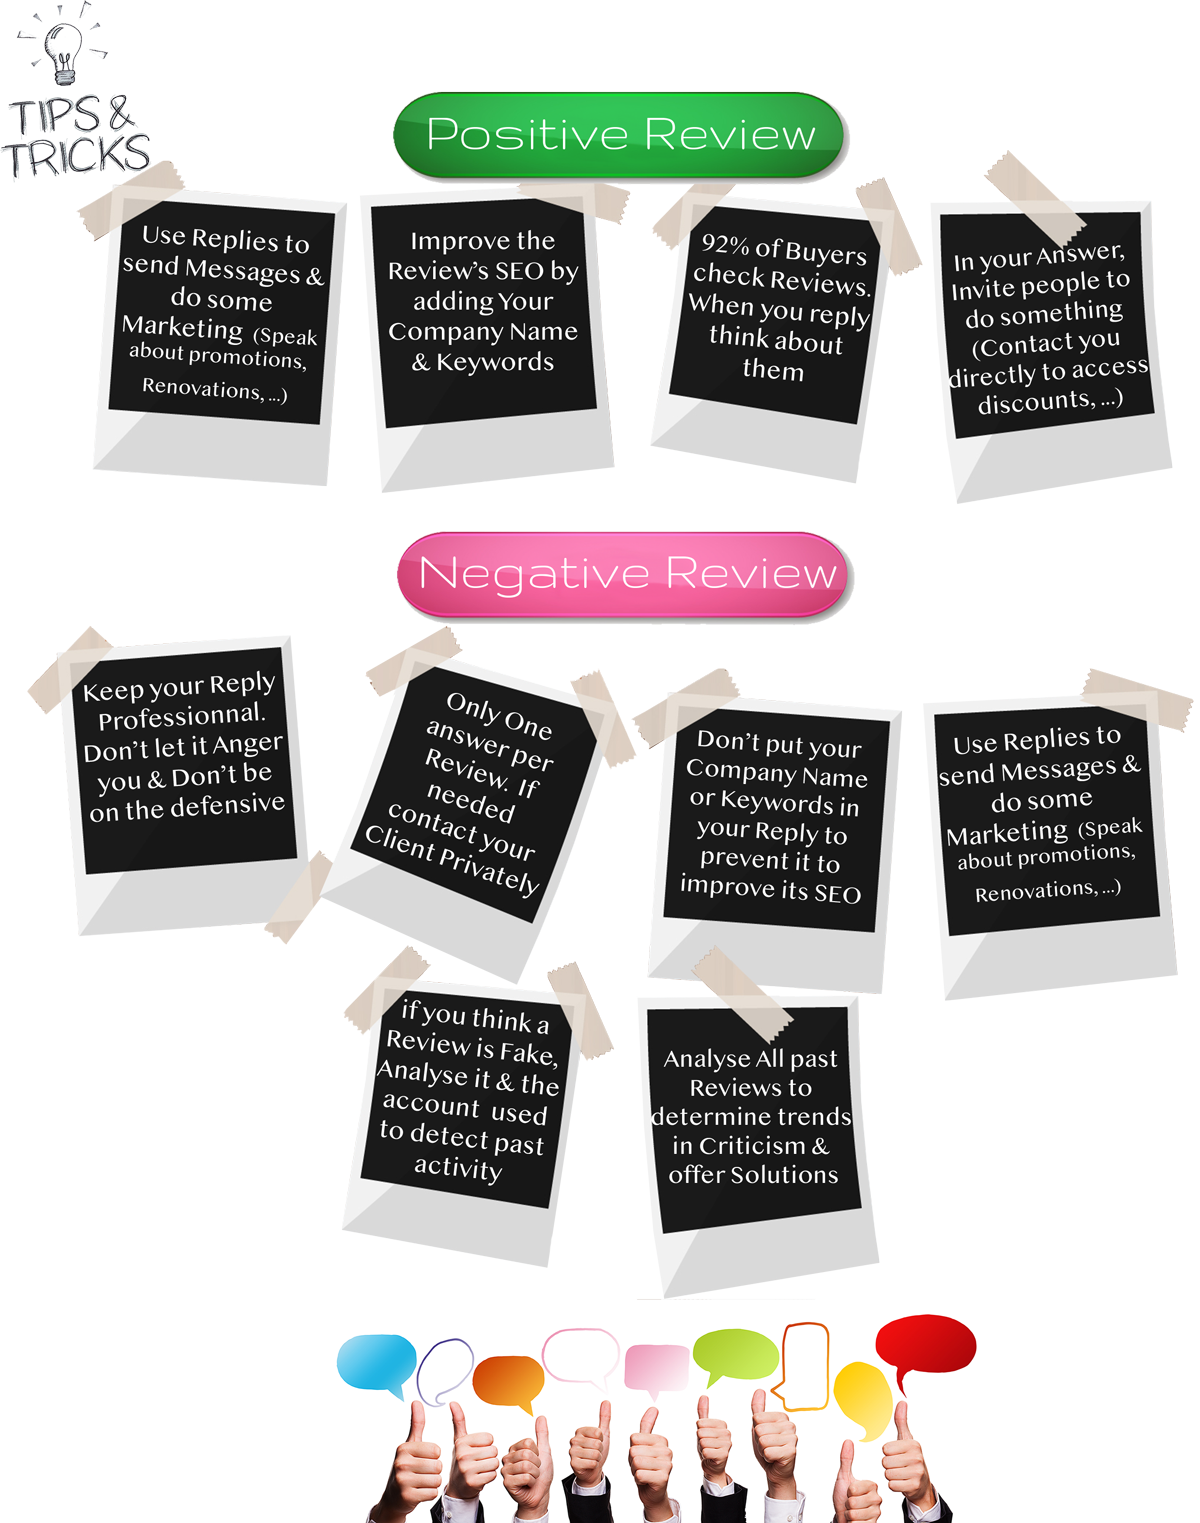 TIPS &
TRICKS
Positive Review
Use Replies to
send Messages &
do some
Marketing (Speak
about promotions,
Renovations, ...)
Improve the
Review's SEO by
adding Your
Company Name
& Keywords
92% of Buyers
check Reviews.
When you reply
think about
them
In your Answer,
Invite people to
do something
(Contact you
directly to access
discounts, ...)
Negative Review
Keep your Reply
Professionnal.
Don't let it Anger
you & Don't be
on the defensive
Only One
answer per
Review. If
needed
contact your
Client Privately
Don't put your
Company Name
or Keywords in
your Reply to
prevent it to
improve its SEO
Use Replies to
send Messages &
do some
Marketing (Speak
about promotions,
Renovations, ...)
if you think a
Review is Fake,
Analyse it & the
account used
to detect past
activity
Analyse All past
Reviews to
determine trends
in Criticism &
offer Solutions